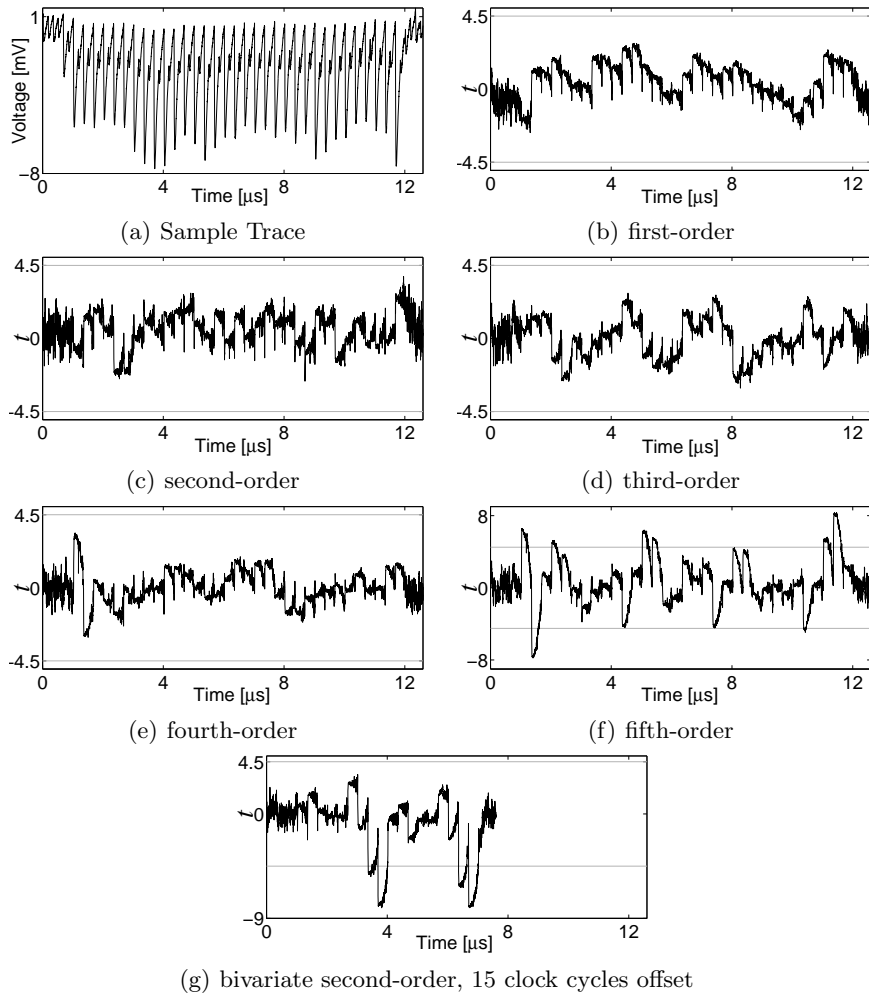 1
Voltage [mV]
-8
0 4 8 12
Time [μs]
(a) Sample Trace
4.5
t
0
-4.5
0 4 8 12
Time [μs]
(b) first-order
4.5
t
0
-4.5
0 4 8 12
Time [μs]
(c) second-order
4.5
t
0
-4.5
0 4 8 12
Time [μs]
(d) third-order
4.5
t
0
-4.5
0 4 8 12
Time [μs]
(e) fourth-order
8
t
0
-8
0 4 8 12
Time [μs]
(f) fifth-order
4.5
t
0
-9
0 4 8 12
Time [μs]
(g) bivariate second-order, 15 clock cycles offset